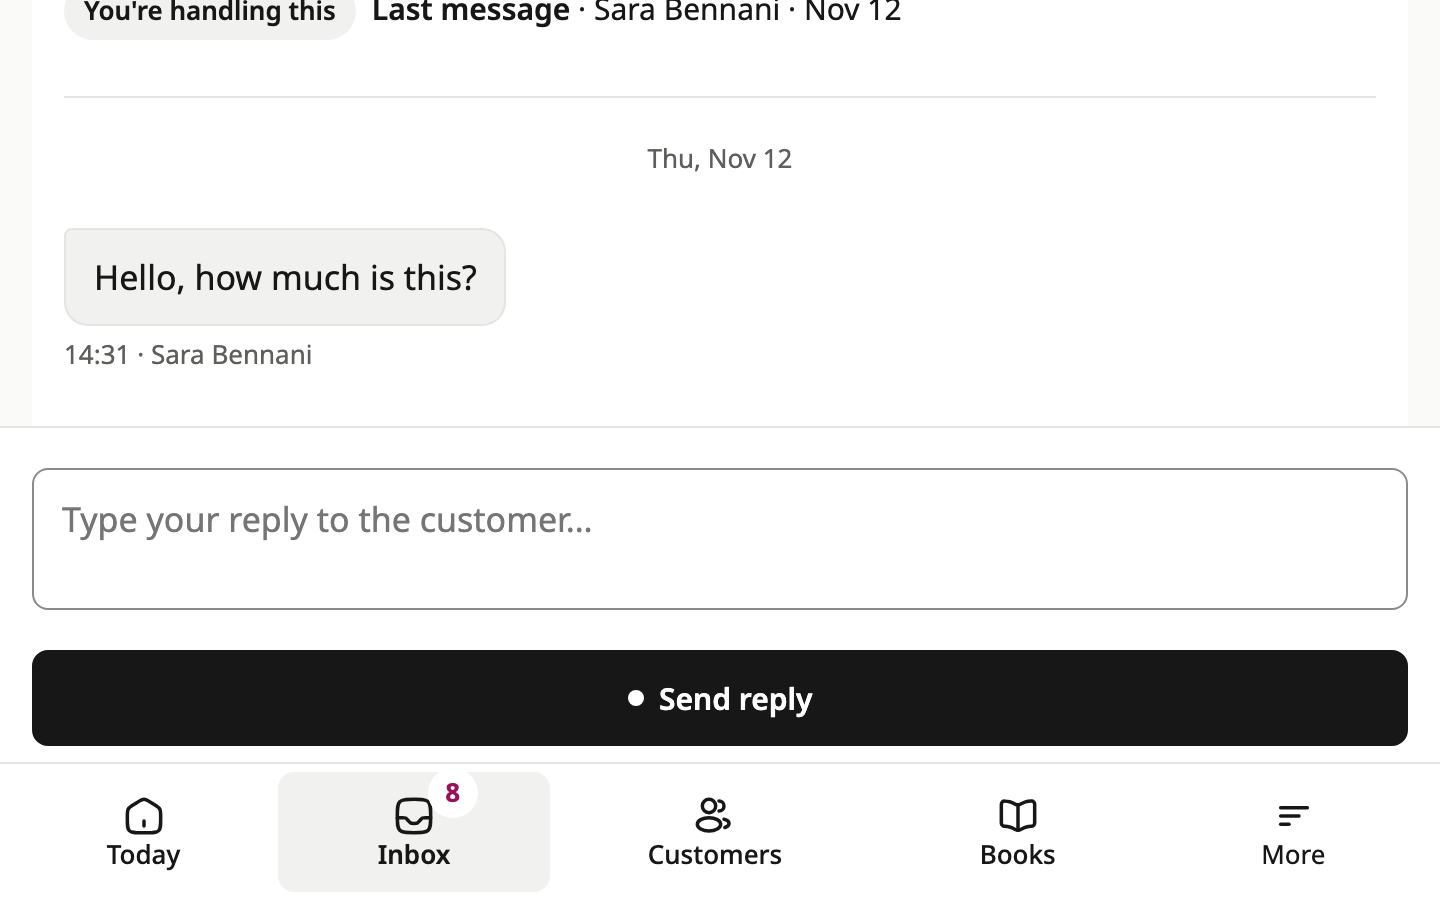 You're handling this Last message · Sara Bennani · Nov 12
Thu, Nov 12
Hello, how much is this?
14:31 · Sara Bennani
Type your reply to the customer...
Send reply
8
Today Inbox Customers Books More